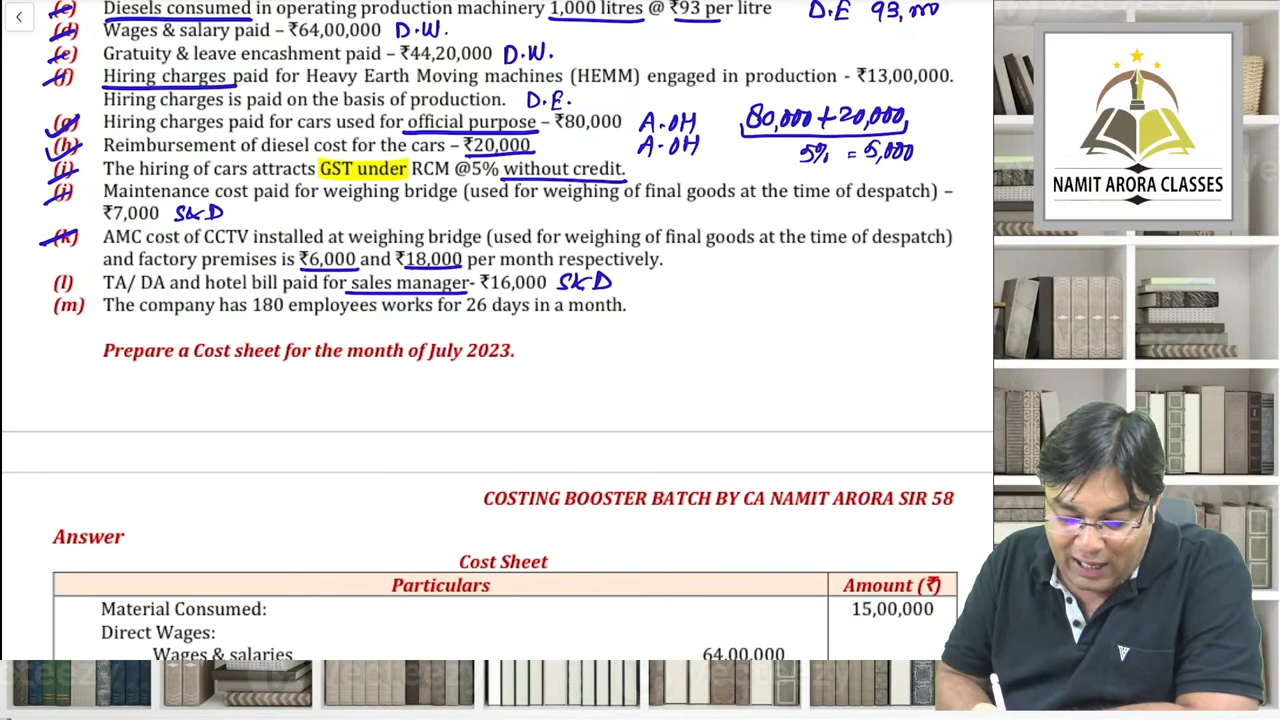 (c) Diesels consumed in operating production machinery 1,000 litres @ ₹93 per litre D.E 93,000
(d) Wages & salary paid – ₹64,00,000 D.W.
(e) Gratuity & leave encashment paid – ₹44,20,000 D.W.
(f) Hiring charges paid for Heavy Earth Moving machines (HEMM) engaged in production - ₹13,00,000.
Hiring charges is paid on the basis of production. D.E.
(g) Hiring charges paid for cars used for official purpose – ₹80,000 A.OH 80,000+20,000
(h) Reimbursement of diesel cost for the cars – ₹20,000 A.OH 5% = 5,000
(i) The hiring of cars attracts GST under RCM @5% without credit.
(j) Maintenance cost paid for weighing bridge (used for weighing of final goods at the time of despatch) –
₹7,000 S&D
(k) AMC cost of CCTV installed at weighing bridge (used for weighing of final goods at the time of despatch)
and factory premises is ₹6,000 and ₹18,000 per month respectively.
(l) TA/ DA and hotel bill paid for sales manager- ₹16,000 S&D
(m) The company has 180 employees works for 26 days in a month.
Prepare a Cost sheet for the month of July 2023.
NAMIT ARORA CLASSES
COSTING BOOSTER BATCH BY CA NAMIT ARORA SIR 58
Answer
Cost Sheet
Particulars Amount (₹)
Material Consumed: 15,00,000
Direct Wages:
Wages & salaries 64,00,000